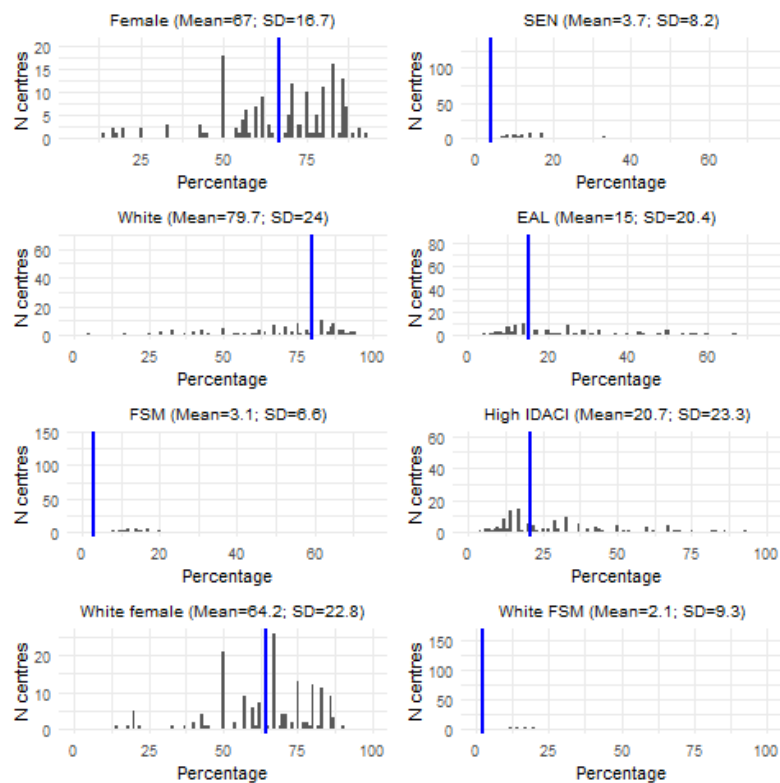 Female (Mean=67; SD=16.7)
N centres
20
15
10
5
0
25
50
75
Percentage
SEN (Mean=3.7; SD=8.2)
N centres
100
50
0
0
20
40
60
Percentage
White (Mean=79.7; SD=24)
N centres
60
40
20
0
0
25
50
75
100
Percentage
EAL (Mean=15; SD=20.4)
N centres
80
60
40
20
0
0
20
40
60
Percentage
FSM (Mean=3.1; SD=6.6)
N centres
150
100
50
0
0
20
40
60
Percentage
High IDACI (Mean=20.7; SD=23.3)
N centres
60
40
20
0
0
25
50
75
100
Percentage
White female (Mean=64.2; SD=22.8)
N centres
20
10
0
0
25
50
75
100
Percentage
White FSM (Mean=2.1; SD=9.3)
N centres
150
100
50
0
0
25
50
75
100
Percentage